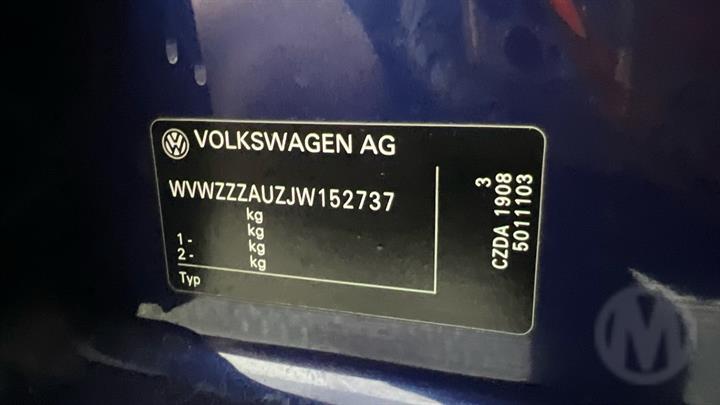 VOLKSWAGEN AG
WVWZZZAUZJW152737
kg
kg
1- kg
2- kg
Typ
3
CZDA 1908
5011103
M